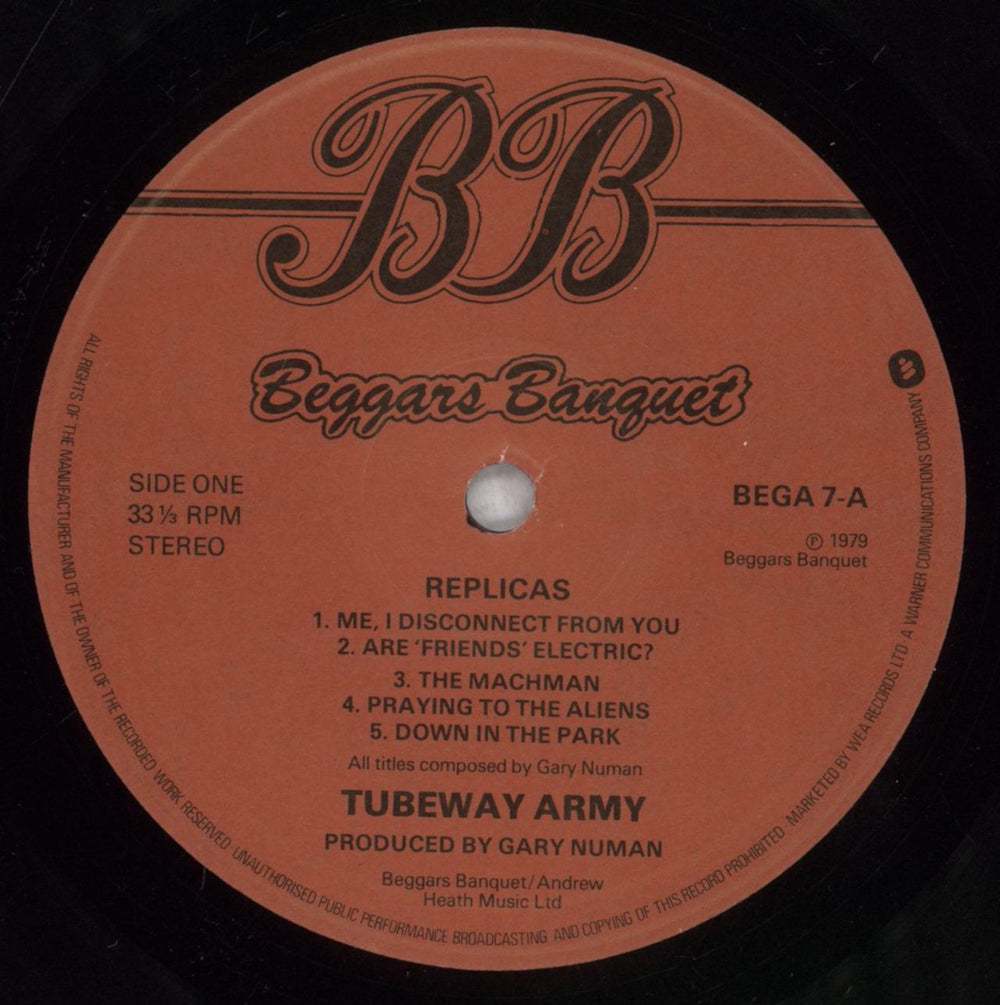 BB
Beggars Banquet
SIDE ONE
33 ⅓ RPM
STEREO
BEGA 7-A
℗ 1979
Beggars Banquet
REPLICAS
1. ME, I DISCONNECT FROM YOU
2. ARE ‘FRIENDS’ ELECTRIC?
3. THE MACHMAN
4. PRAYING TO THE ALIENS
5. DOWN IN THE PARK
All titles composed by Gary Numan
TUBEWAY ARMY
PRODUCED BY GARY NUMAN
Beggars Banquet/Andrew
Heath Music Ltd
ALL RIGHTS OF THE MANUFACTURER AND OF THE OWNER OF THE RECORDED WORK RESERVED UNAUTHORISED PUBLIC PERFORMANCE BROADCASTING AND COPYING OF THIS RECORD PROHIBITED MARKETED BY WEA RECORDS LTD · A WARNER COMMUNICATIONS COMPANY